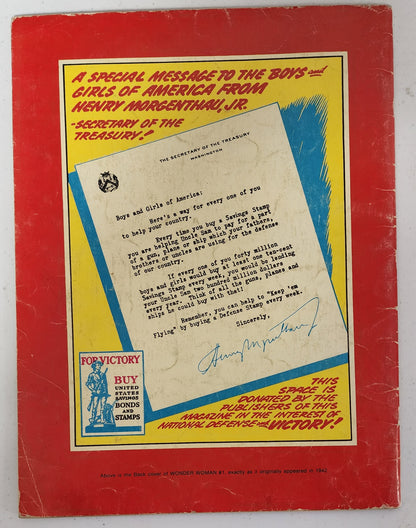 A SPECIAL MESSAGE TO THE BOYS and
GIRLS OF AMERICA FROM
HENRY MORGENTHAU, JR.
-SECRETARY OF THE
TREASURY!
THE SECRETARY OF THE TREASURY
WASHINGTON
Boys and Girls of America:
Here's a way for every one of you
to help your country.
Every time you buy a Savings Stamp
you are helping Uncle Sam to pay for a part
of a gun, plane or ship which your fathers,
brothers or uncles are using for the defense
of our country.
If every one of you forty million
boys and girls would buy at least one ten-cent
Savings Stamp every week, you would be lending
your Uncle Sam two hundred million dollars
every year. Think of all the guns, planes and
ships he could buy with that!
Remember, you can help to "Keep 'em
Flying" by buying a Defense Stamp every week.
Sincerely,
Henry Morgenthau, Jr
FOR VICTORY
BUY
UNITED
STATES
SAVINGS
BONDS
AND
STAMPS
THIS
SPACE IS
DONATED BY THE
PUBLISHERS OF THIS
MAGAZINE IN THE INTEREST OF
NATIONAL DEFENSE and VICTORY!
Above is the Back cover of WONDER WOMAN #1, exactly as it originally appeared in 1942